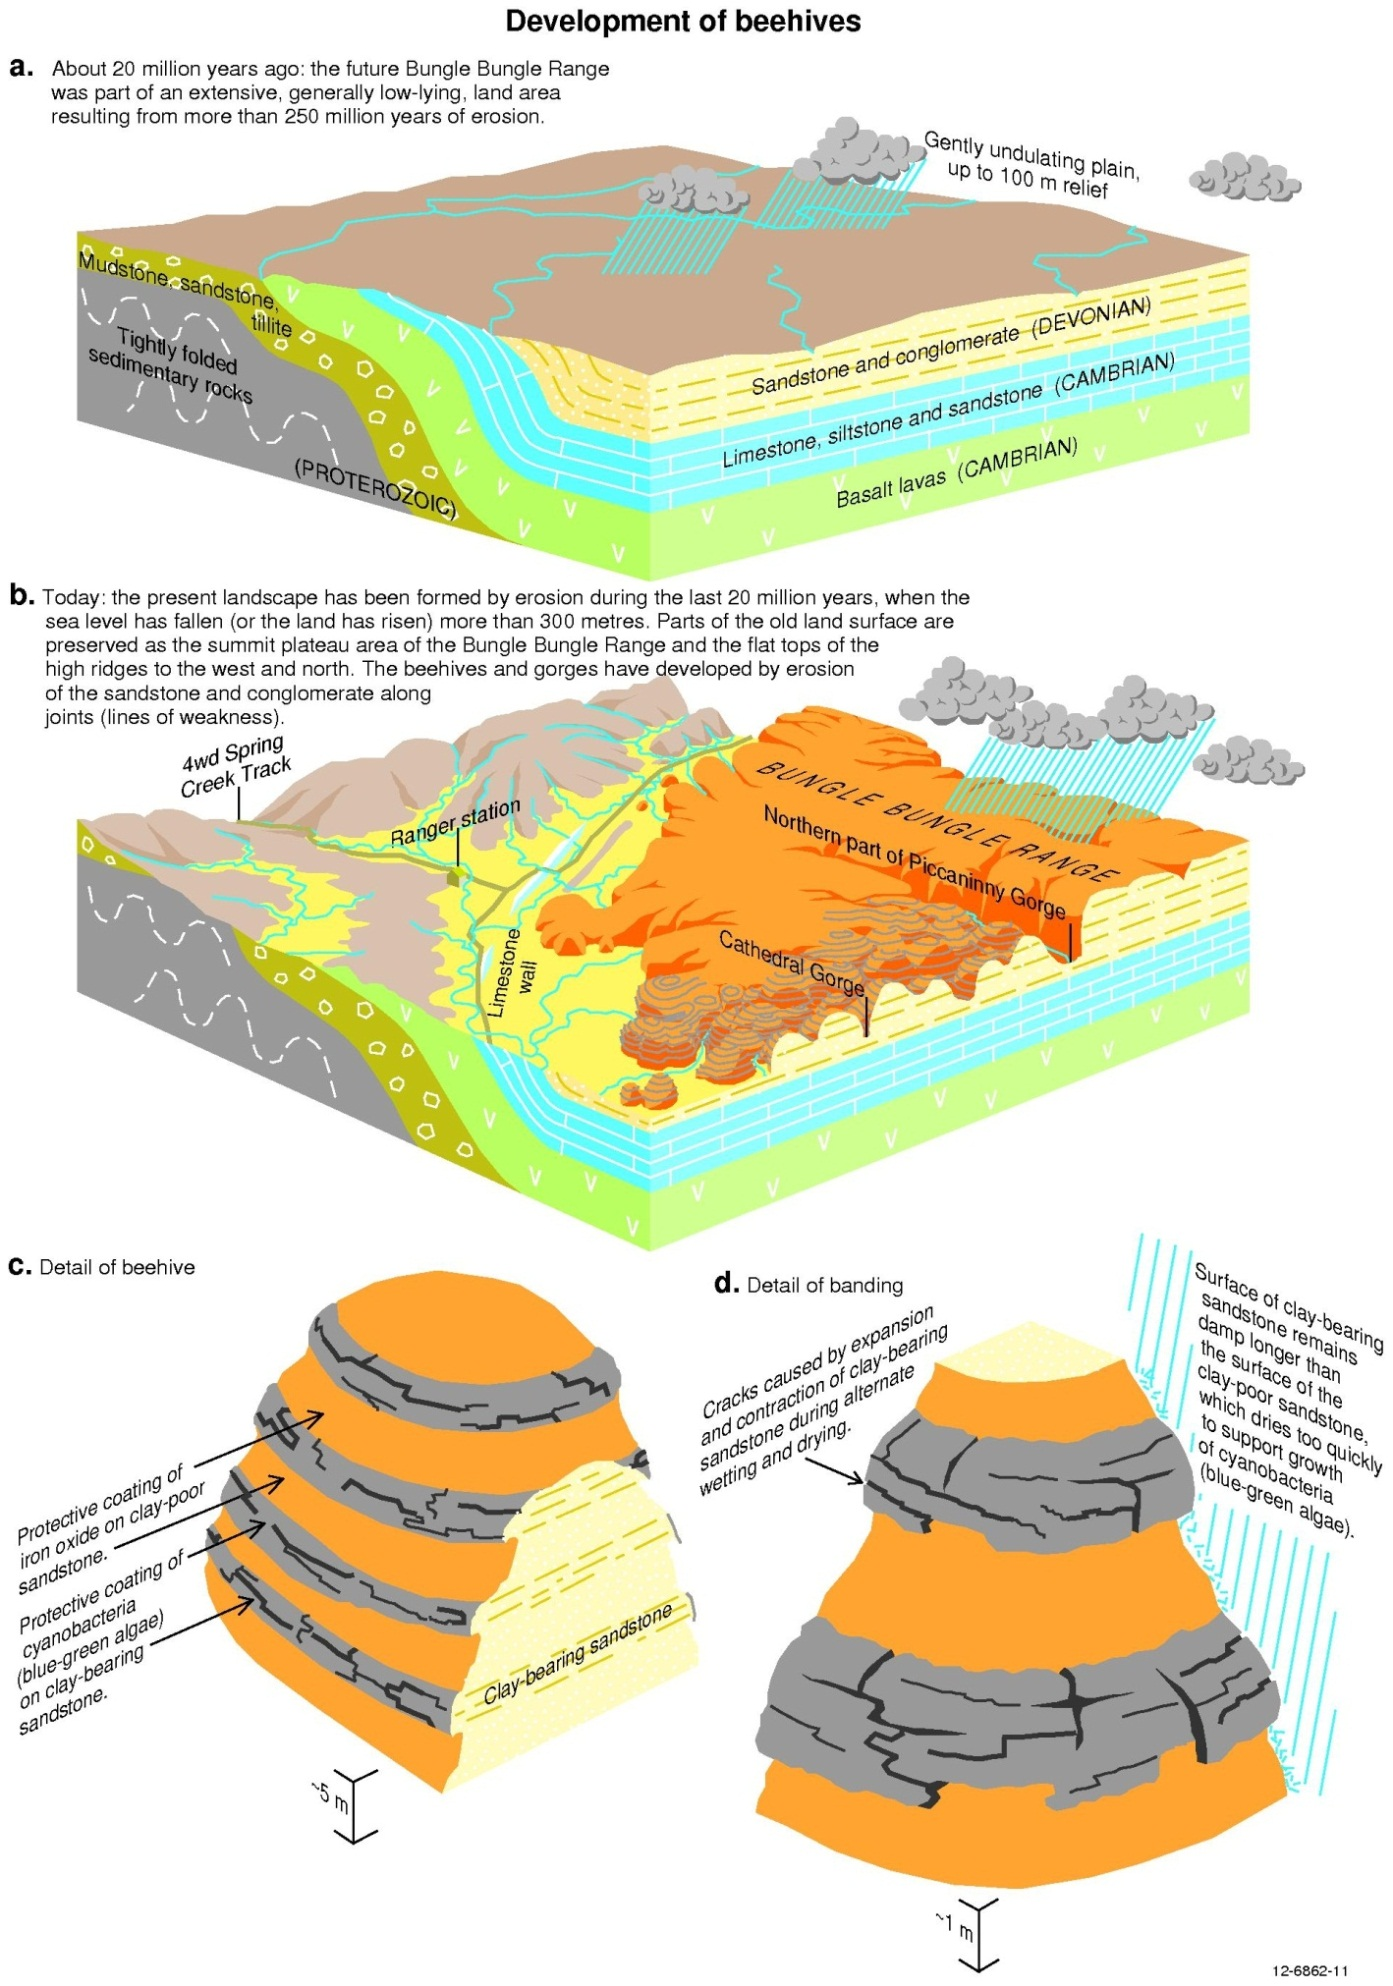 Development of beehives
a. About 20 million years ago: the future Bungle Bungle Range
was part of an extensive, generally low-lying, land area
resulting from more than 250 million years of erosion.
Gently undulating plain,
up to 100 m relief
Mudstone, sandstone,
tillite
Tightly folded
sedimentary rocks
(PROTEROZOIC)
Sandstone and conglomerate (DEVONIAN)
Limestone, siltstone and sandstone (CAMBRIAN)
Basalt lavas (CAMBRIAN)
b. Today: the present landscape has been formed by erosion during the last 20 million years, when the
sea level has fallen (or the land has risen) more than 300 metres. Parts of the old land surface are
preserved as the summit plateau area of the Bungle Bungle Range and the flat tops of the
high ridges to the west and north. The beehives and gorges have developed by erosion
of the sandstone and conglomerate along
joints (lines of weakness).
4wd Spring
Creek Track
Ranger station
BUNGLE BUNGLE RANGE
Northern part of Piccaninny Gorge
Cathedral Gorge
Limestone
wall
c. Detail of beehive
Protective coating of
iron oxide on clay-poor
sandstone.
Protective coating of
cyanobacteria
(blue-green algae)
on clay-bearing
sandstone.
Clay-bearing sandstone
~5 m
d. Detail of banding
Cracks caused by expansion
and contraction of clay-bearing
sandstone during alternate
wetting and drying.
Surface of clay-bearing
sandstone remains
damp longer than
the surface of the
clay-poor sandstone,
which dries too quickly
to support growth
of cyanobacteria
(blue-green algae).
~1 m
12-6862-11